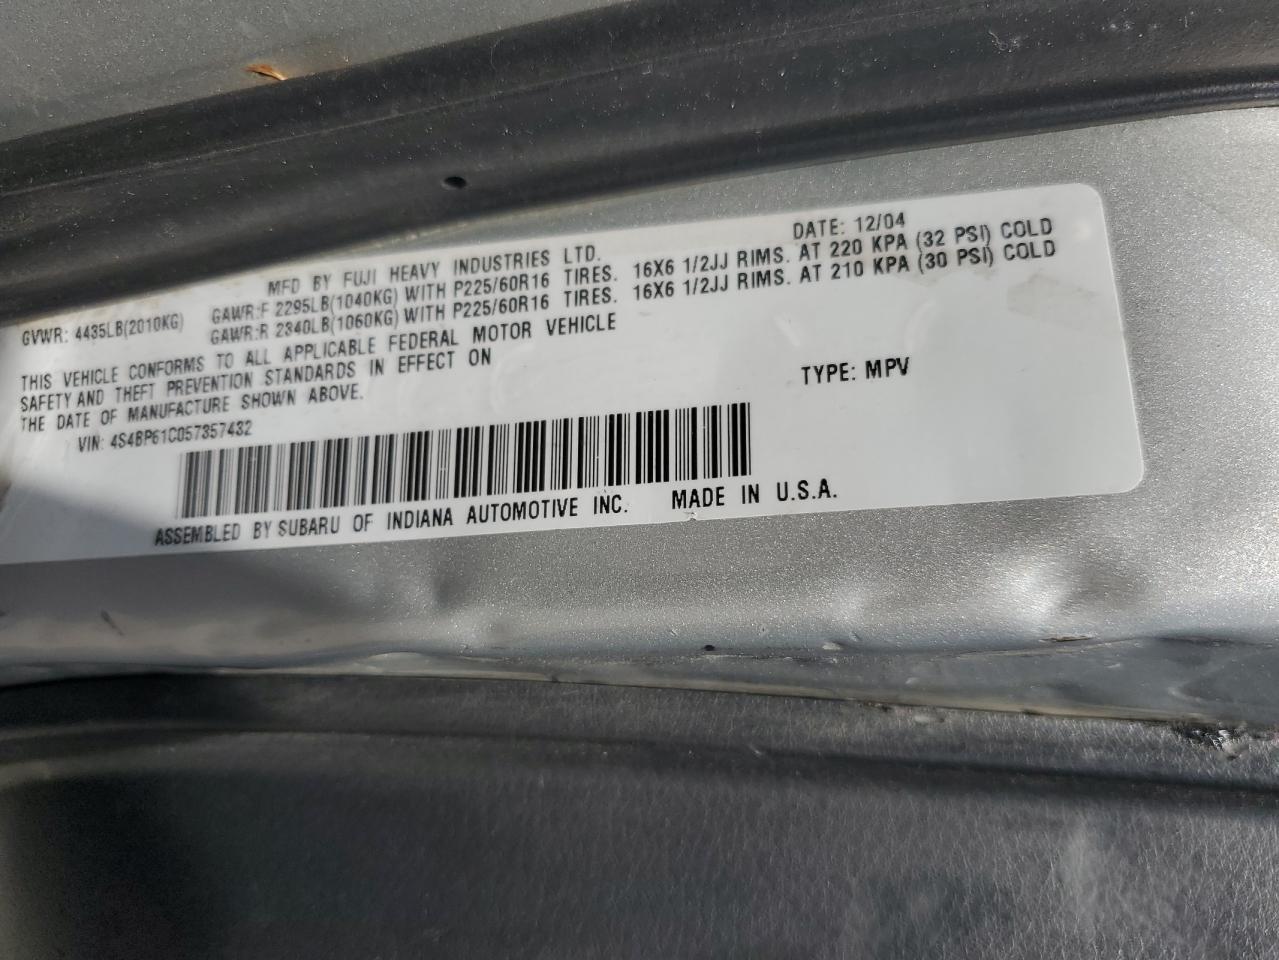 MFD BY FUJI HEAVY INDUSTRIES LTD. DATE: 12/04
GVWR: 4435LB(2010KG) GAWR:F 2295LB(1040KG) WITH P225/60R16 TIRES. 16X6 1/2JJ RIMS. AT 220 KPA (32 PSI) COLD
GAWR:R 2340LB(1060KG) WITH P225/60R16 TIRES. 16X6 1/2JJ RIMS. AT 210 KPA (30 PSI) COLD
THIS VEHICLE CONFORMS TO ALL APPLICABLE FEDERAL MOTOR VEHICLE
SAFETY AND THEFT PREVENTION STANDARDS IN EFFECT ON
THE DATE OF MANUFACTURE SHOWN ABOVE.
TYPE: MPV
VIN: 4S4BP61C057357432
ASSEMBLED BY SUBARU OF INDIANA AUTOMOTIVE INC. MADE IN U.S.A.